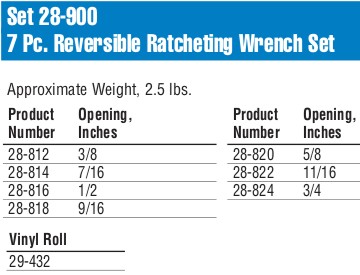 Set 28-900
7 Pc. Reversible Ratcheting Wrench Set
Approximate Weight, 2.5 lbs.
Product Number Opening, Inches
28-812 3/8
28-814 7/16
28-816 1/2
28-818 9/16
Product Number Opening, Inches
28-820 5/8
28-822 11/16
28-824 3/4
Vinyl Roll
29-432